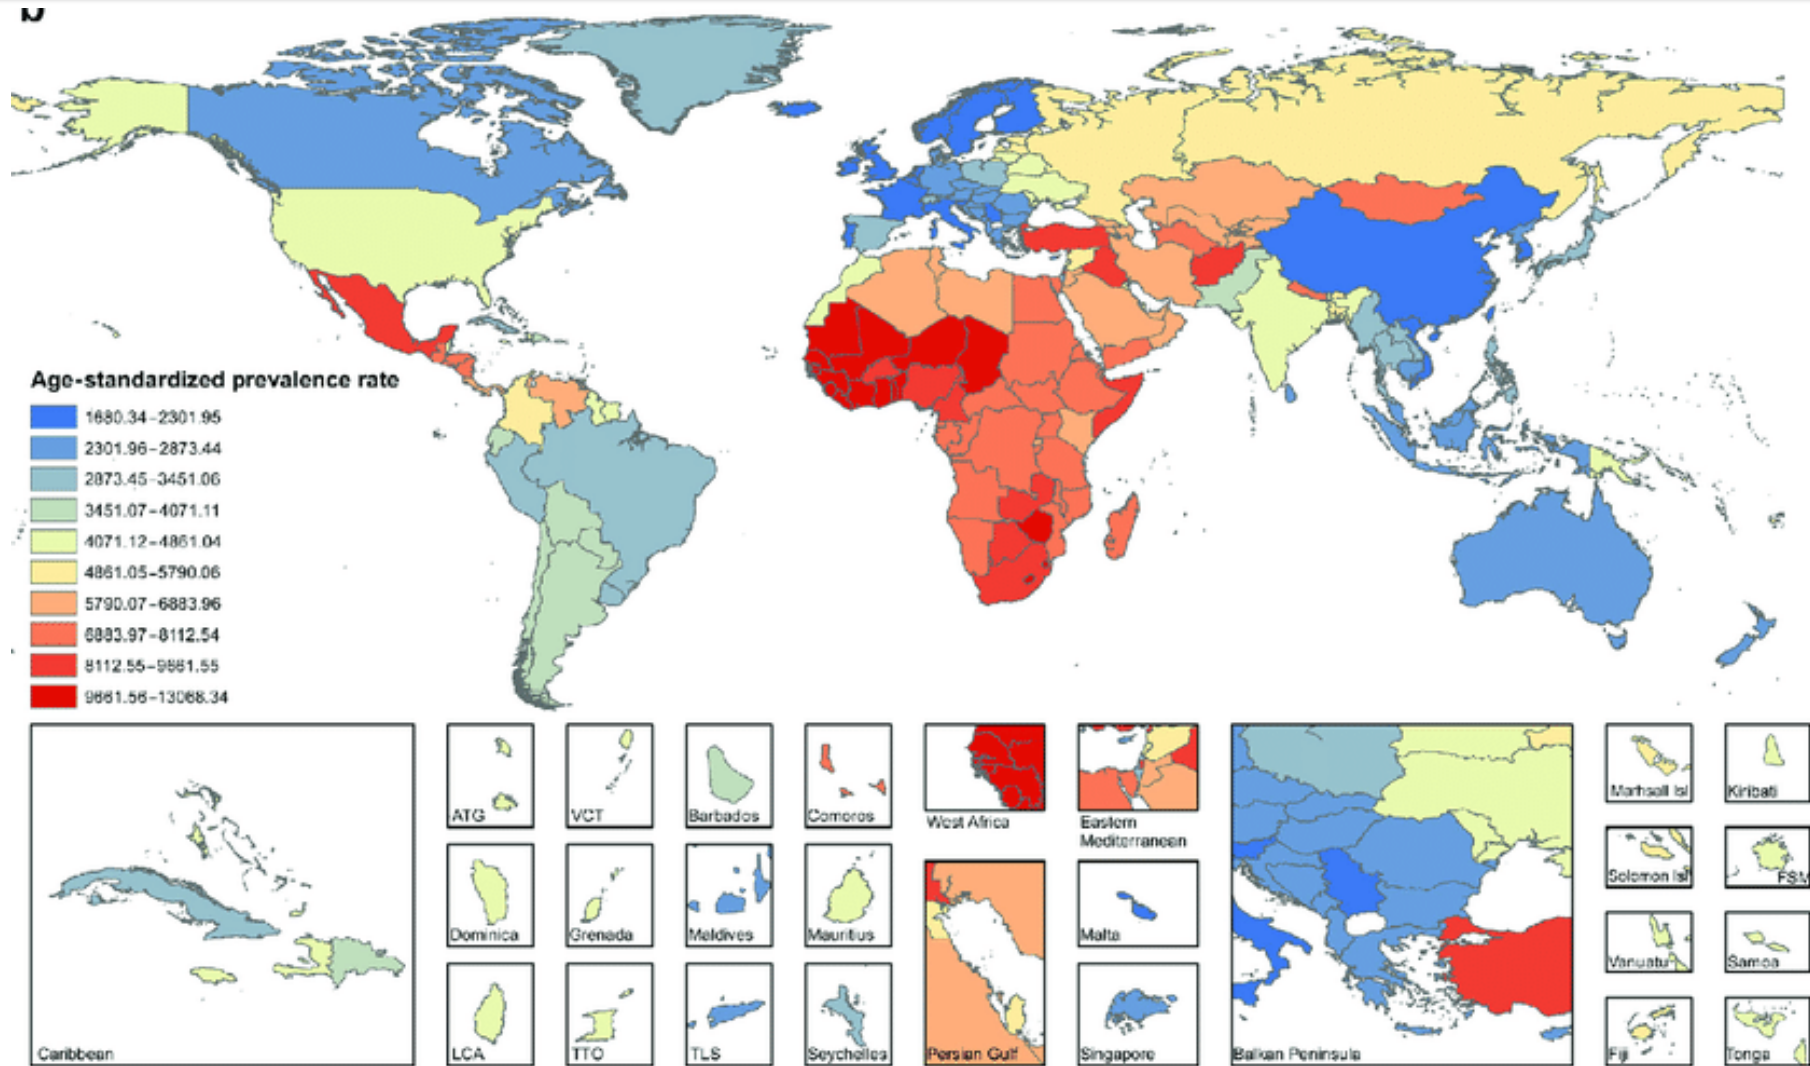 b
Age-standardized prevalence rate
1680.34–2301.95
2301.96–2873.44
2873.45–3451.06
3451.07–4071.11
4071.12–4861.04
4861.05–5790.06
5790.07–6883.96
6883.97–8112.54
8112.55–9661.55
9661.56–13068.34
Caribbean
ATG
VCT
Barbados
Comoros
West Africa
Eastern
Mediterranean
Marhsall Isl
Kiribati
Dominica
Grenada
Maldives
Mauritius
Malta
Solomon Isl
FSM
Vanuatu
Samoa
LCA
TTO
TLS
Seychelles
Persian Gulf
Singapore
Balkan Peninsula
Fiji
Tonga